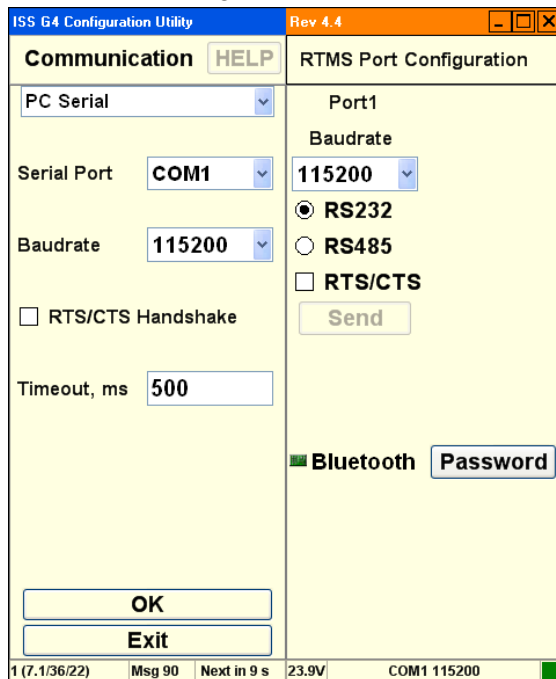 ISS G4 Configuration Utility
Rev 4.4
Communication HELP
RTMS Port Configuration
PC Serial
Port1
Baudrate
Serial Port COM1
115200
RS232
Baudrate 115200
RS485
RTS/CTS
RTS/CTS Handshake
Send
Timeout, ms 500
Bluetooth Password
OK
Exit
1 (7.1/36/22) Msg 90 Next in 9 s 23.9V COM1 115200